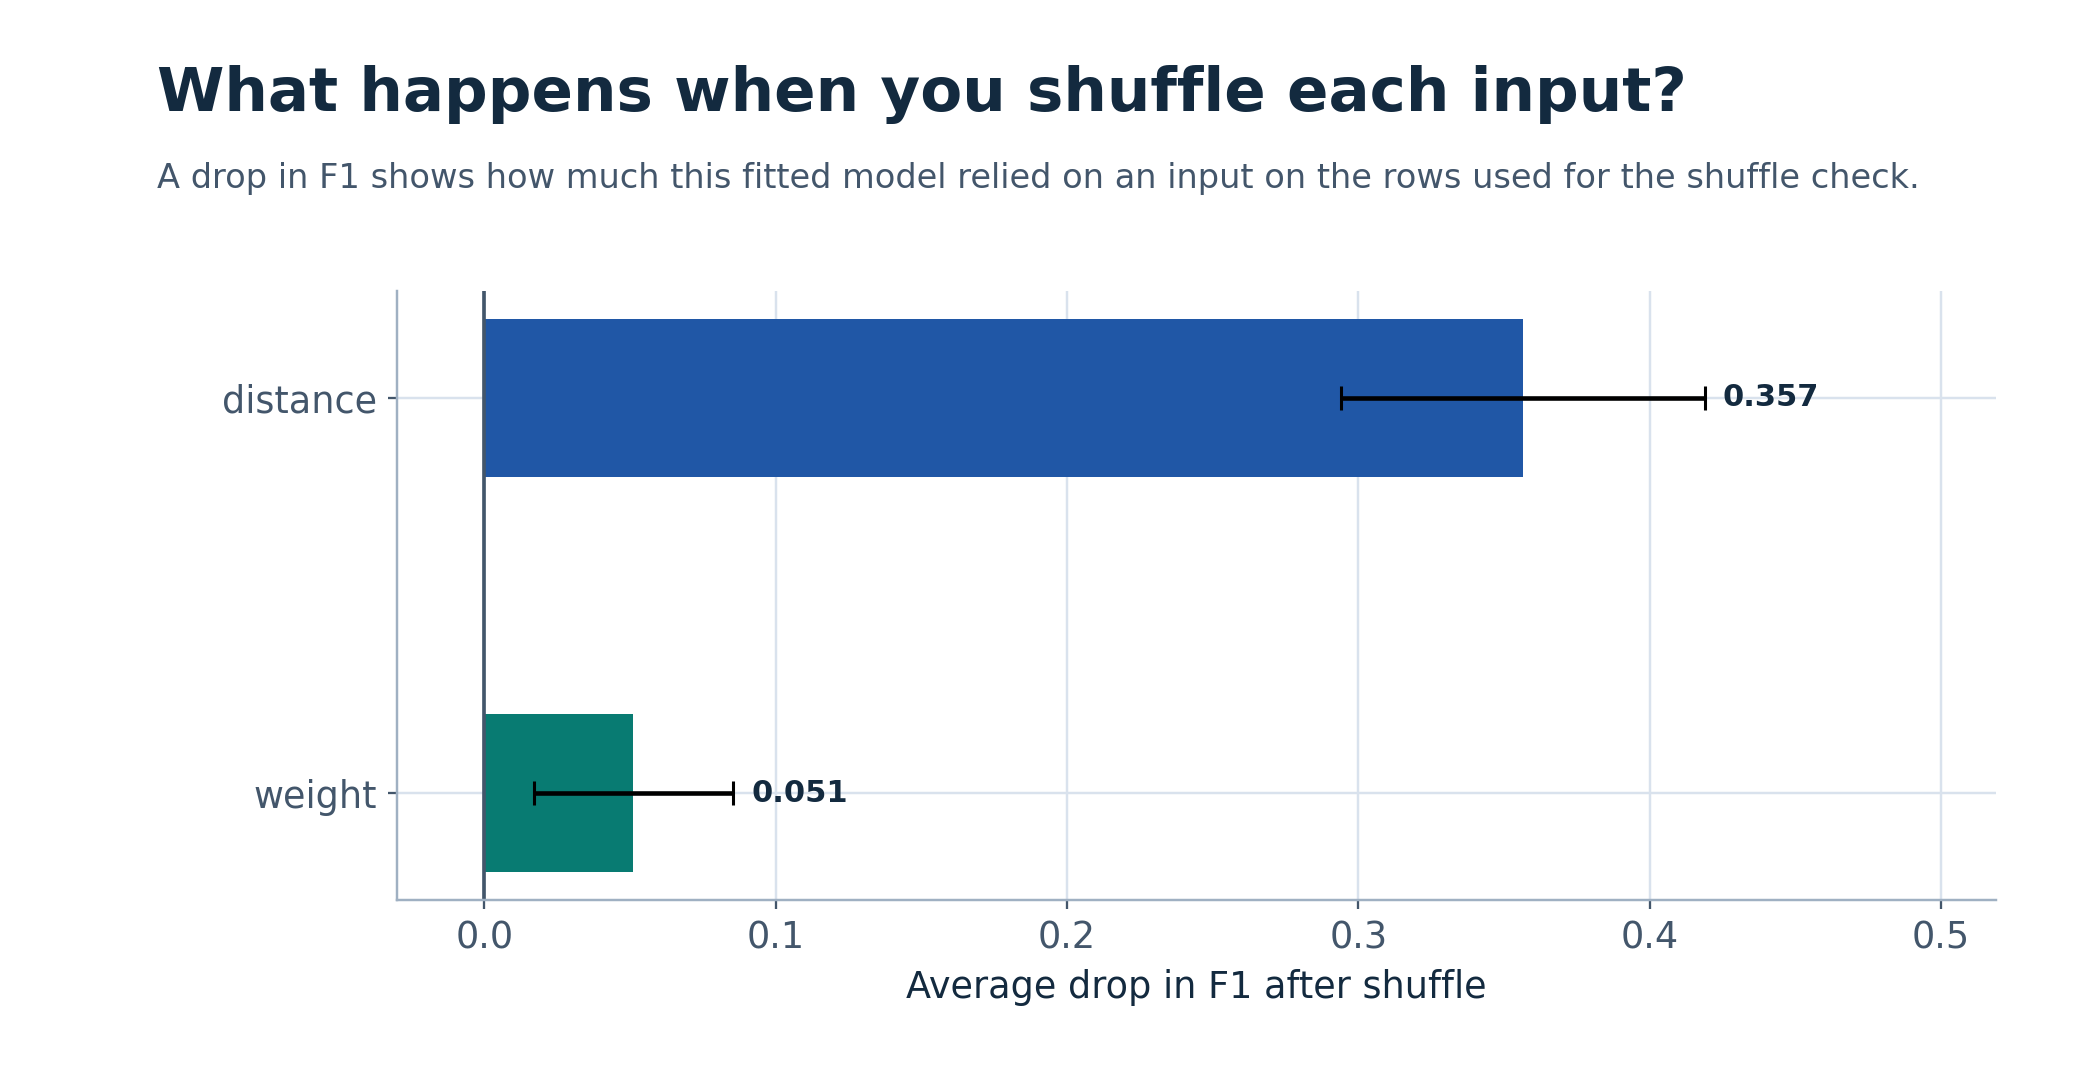 What happens when you shuffle each input?
A drop in F1 shows how much this fitted model relied on an input on the rows used for the shuffle check.
distance
0.357
weight
0.051
0.0 0.1 0.2 0.3 0.4 0.5
Average drop in F1 after shuffle